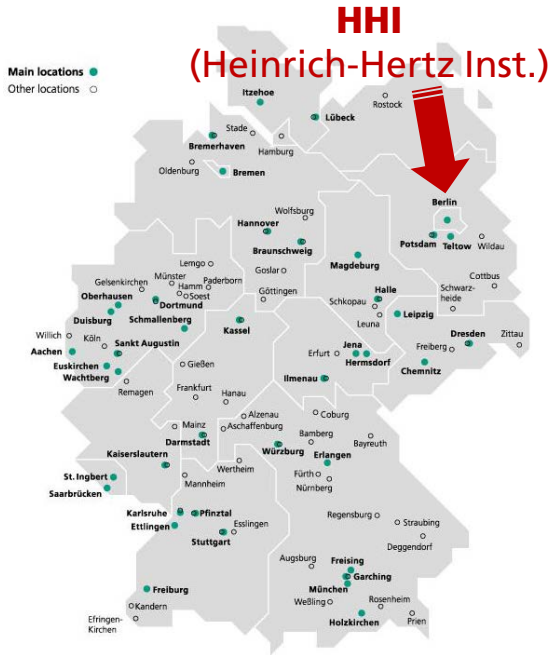 HHI
(Heinrich-Hertz Inst.)
Main locations
Other locations
Itzehoe
Rostock
Lübeck
Stade
Bremerhaven
Hamburg
Oldenburg
Bremen
Berlin
Wolfsburg
Hannover
Potsdam
Teltow
Wildau
Braunschweig
Magdeburg
Lemgo
Goslar
Cottbus
Münster
Gelsenkirchen
Hamm
Paderborn
Göttingen
Halle
Schwarz-
heide
Oberhausen
Soest
Dortmund
Schkopau
Leipzig
Duisburg
Schmallenberg
Kassel
Leuna
Willich
Köln
Sankt Augustin
Jena
Dresden
Zittau
Aachen
Erfurt
Freiberg
Euskirchen
Gießen
Hermsdorf
Chemnitz
Wachtberg
Ilmenau
Remagen
Frankfurt
Hanau
Alzenau
Coburg
Mainz
Aschaffenburg
Bamberg
Darmstadt
Würzburg
Bayreuth
Kaiserslautern
Erlangen
Wertheim
St. Ingbert
Mannheim
Fürth
Saarbrücken
Nürnberg
Karlsruhe
Pfinztal
Regensburg
Straubing
Ettlingen
Esslingen
Stuttgart
Deggendorf
Augsburg
Freising
Garching
Freiburg
München
Kandern
Weßling
Rosenheim
Efringen-
Kirchen
Holzkirchen
Prien